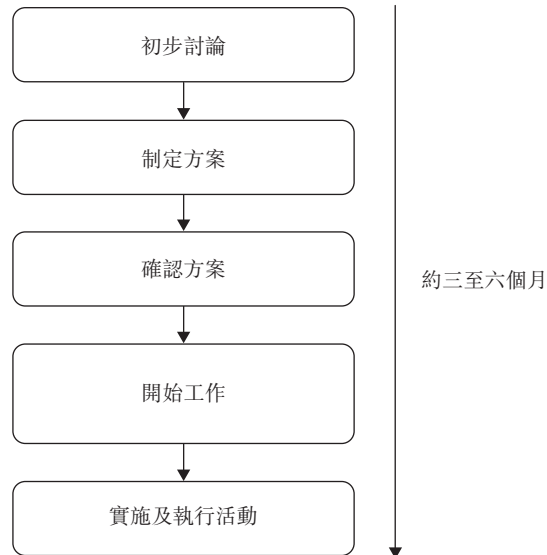 初步討論
制定方案
確認方案
約三至六個月
開始工作
實施及執行活動